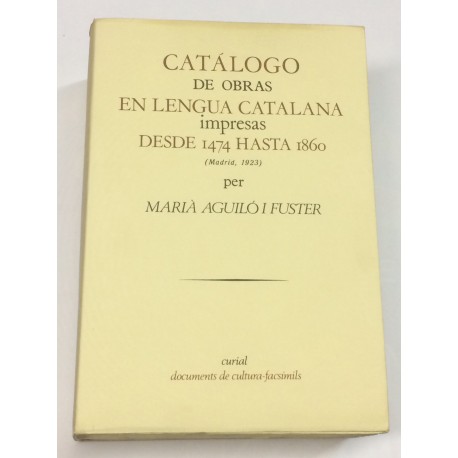 CATÁLOGO
DE OBRAS
EN LENGUA CATALANA
impresas
DESDE 1474 HASTA 1860
(Madrid, 1923)
per
MARIÀ AGUILÓ I FUSTER
curial
documents de cultura-facsímils